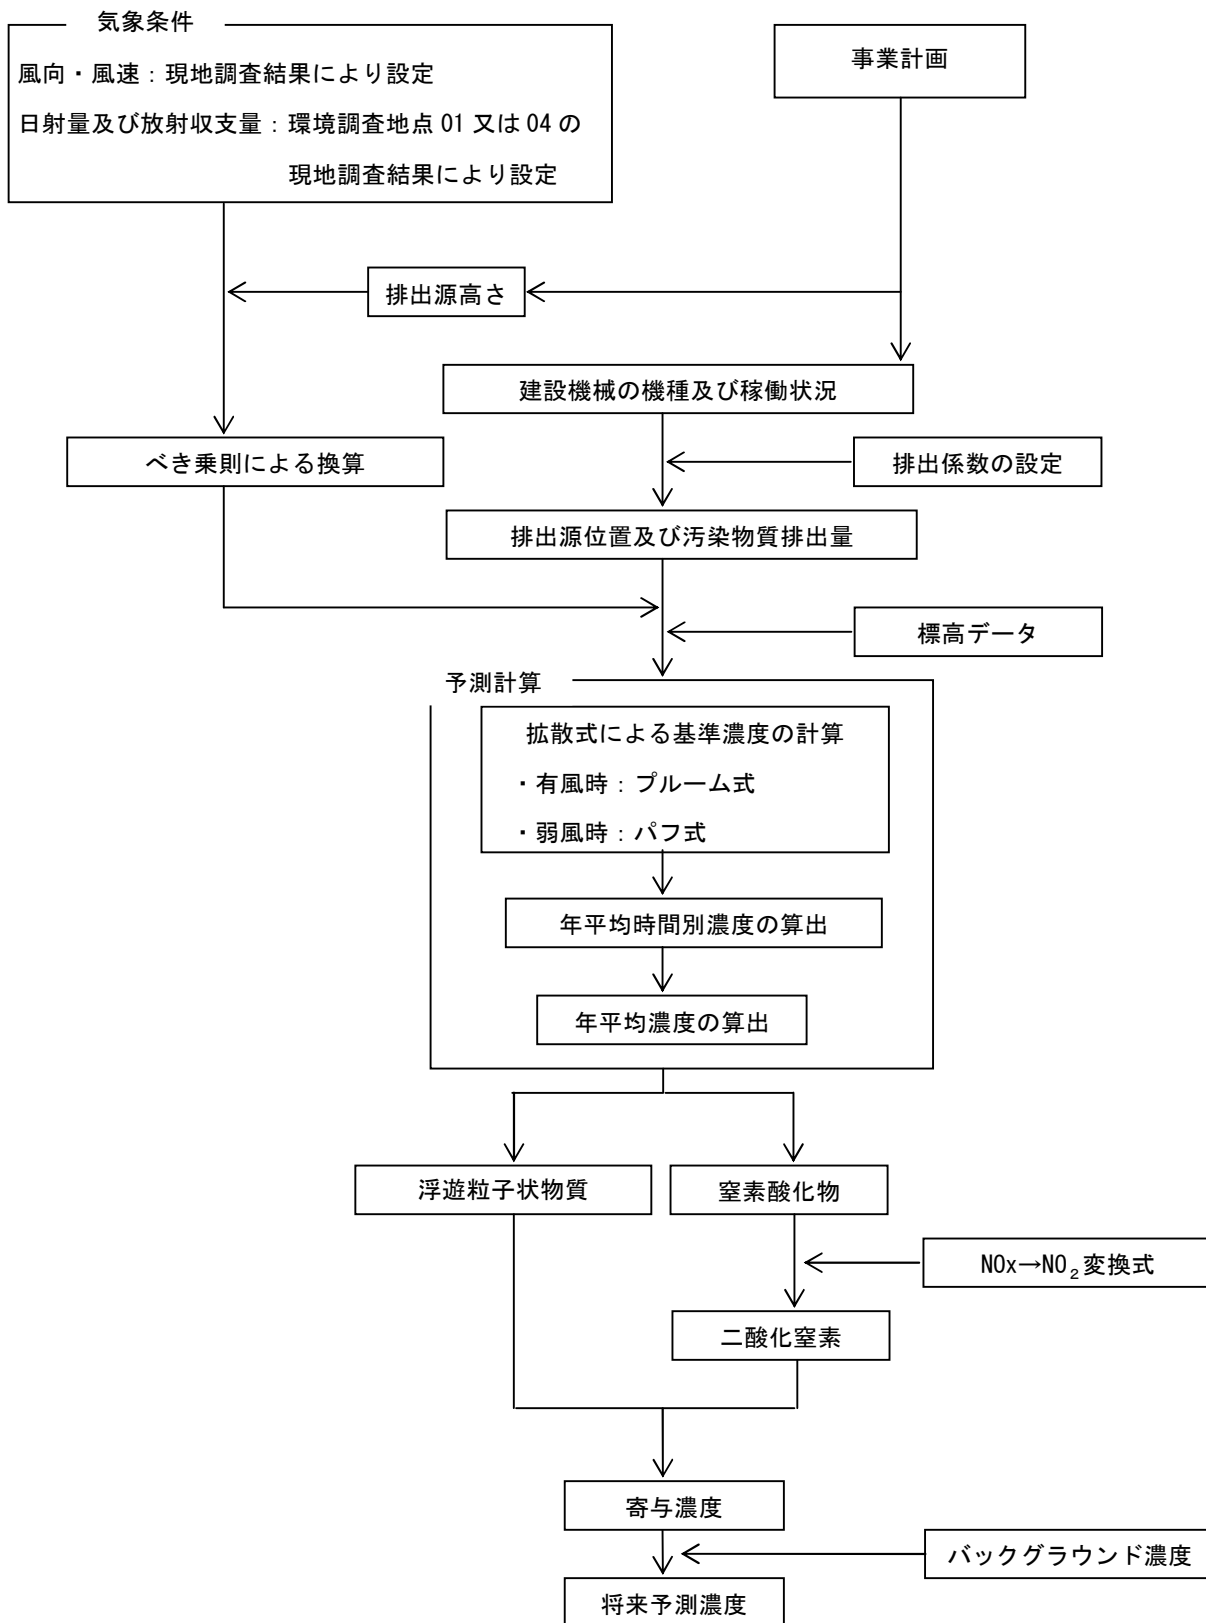 気象条件
風向・風速：現地調査結果により設定
日射量及び放射収支量：環境調査地点 01 又は 04 の
現地調査結果により設定
事業計画
排出源高さ
建設機械の機種及び稼働状況
べき乗則による換算
排出係数の設定
排出源位置及び汚染物質排出量
標高データ
予測計算
拡散式による基準濃度の計算
・有風時：プルーム式
・弱風時：パフ式
年平均時間別濃度の算出
年平均濃度の算出
浮遊粒子状物質
窒素酸化物
NOx→NO₂変換式
二酸化窒素
寄与濃度
バックグラウンド濃度
将来予測濃度